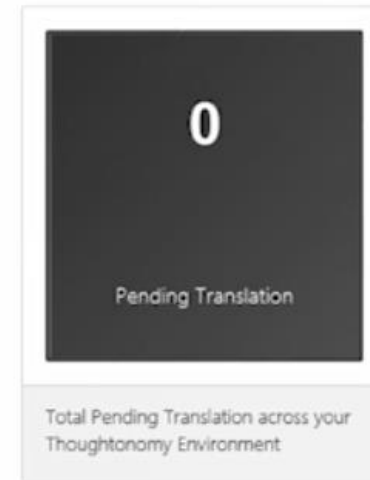 0
Pending Translation
Total Pending Translation across your
Thoughtonomy Environment